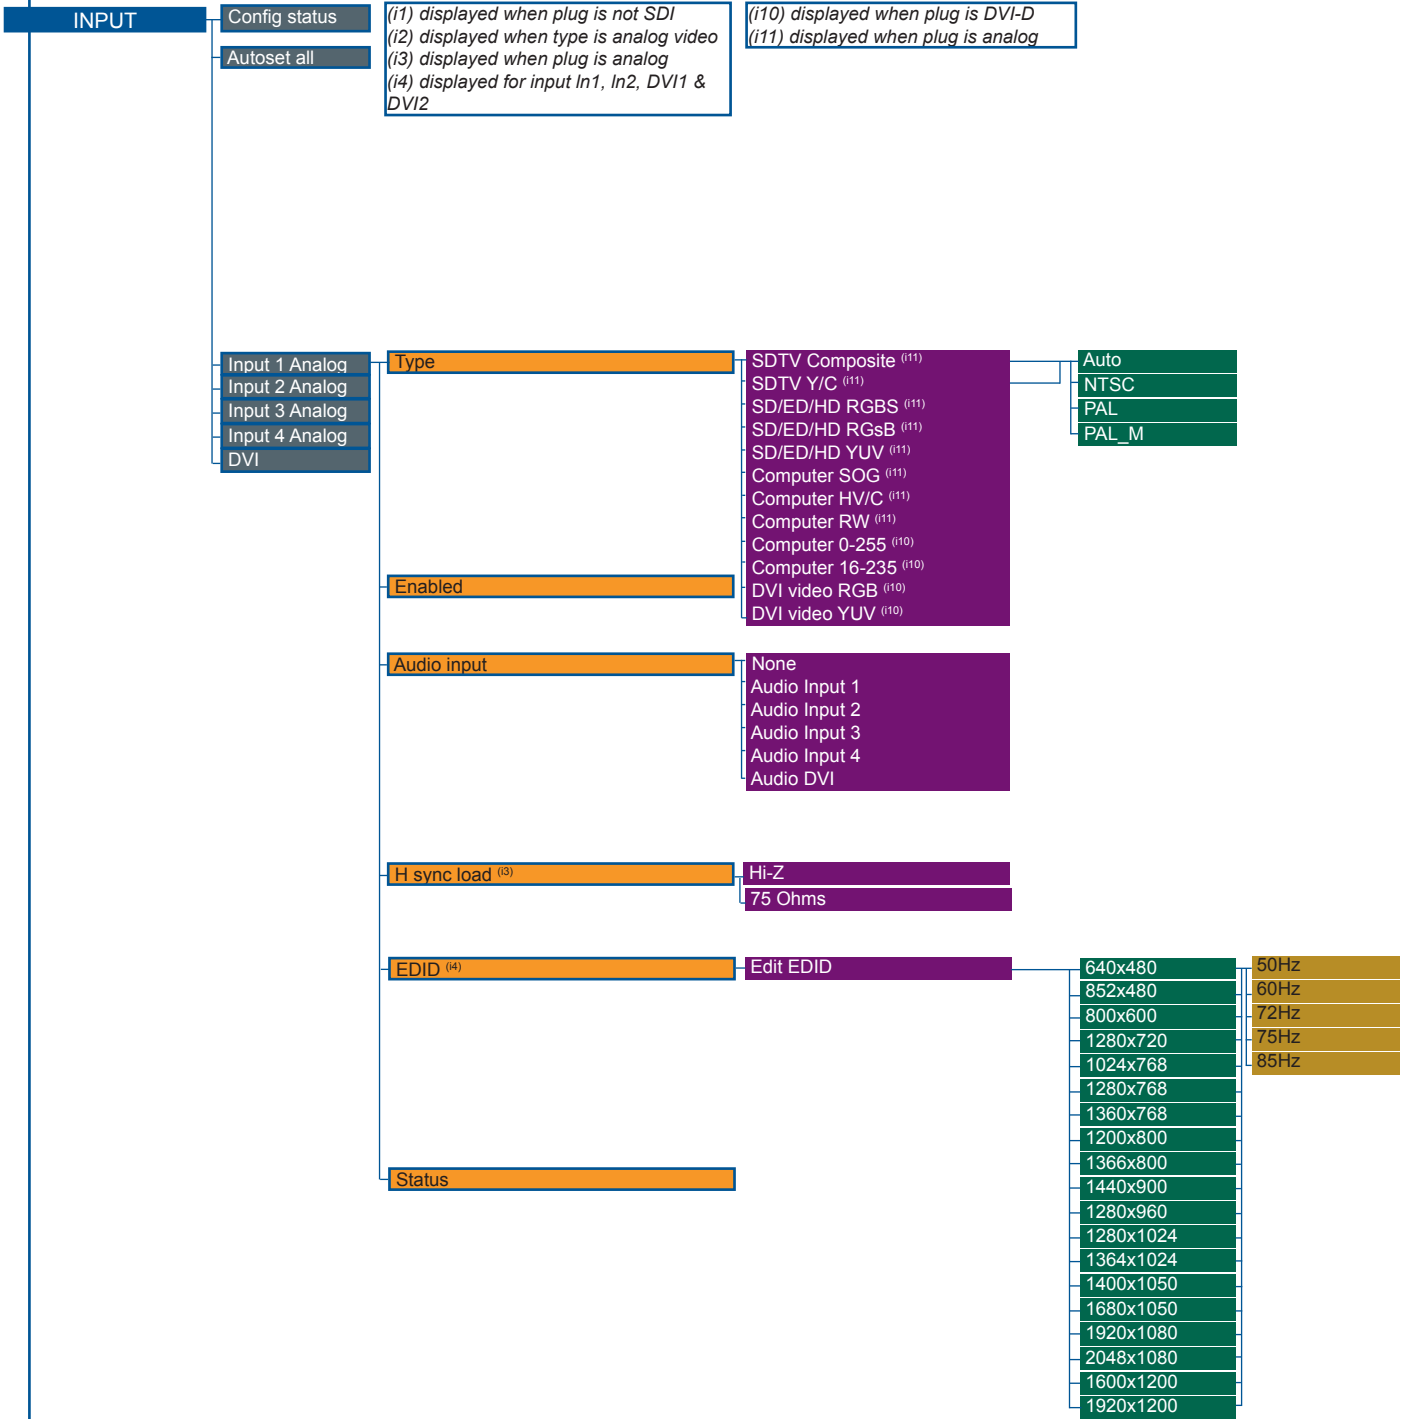 INPUT
Config status
Autoset all
(i1) displayed when plug is not SDI
(i2) displayed when type is analog video
(i3) displayed when plug is analog
(i4) displayed for input In1, In2, DVI1 &
DVI2
(i10) displayed when plug is DVI-D
(i11) displayed when plug is analog
Input 1 Analog
Input 2 Analog
Input 3 Analog
Input 4 Analog
DVI
Type
SDTV Composite (i11)
SDTV Y/C (i11)
SD/ED/HD RGBS (i11)
SD/ED/HD RGsB (i11)
SD/ED/HD YUV (i11)
Computer SOG (i11)
Computer HV/C (i11)
Computer RW (i11)
Computer 0-255 (i10)
Computer 16-235 (i10)
DVI video RGB (i10)
DVI video YUV (i10)
Auto
NTSC
PAL
PAL_M
Enabled
Audio input
None
Audio Input 1
Audio Input 2
Audio Input 3
Audio Input 4
Audio DVI
H sync load (i3)
Hi-Z
75 Ohms
EDID (i4)
Edit EDID
640x480
852x480
800x600
1280x720
1024x768
1280x768
1360x768
1200x800
1366x800
1440x900
1280x960
1280x1024
1364x1024
1400x1050
1680x1050
1920x1080
2048x1080
1600x1200
1920x1200
50Hz
60Hz
72Hz
75Hz
85Hz
Status